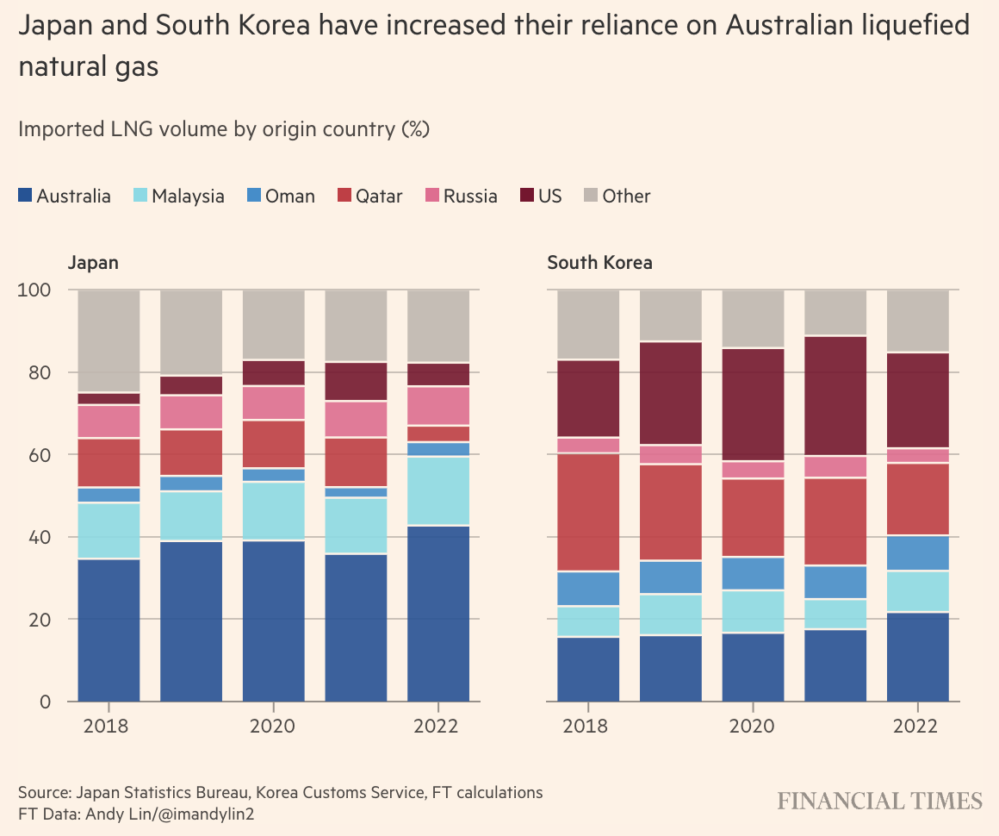 Japan and South Korea have increased their reliance on Australian liquefied
natural gas
Imported LNG volume by origin country (%)
Australia Malaysia Oman Qatar Russia US Other
Japan
South Korea
100
80
60
40
20
0
2018 2020 2022
2018 2020 2022
Source: Japan Statistics Bureau, Korea Customs Service, FT calculations
FT Data: Andy Lin/@imandylin2
FINANCIAL TIMES